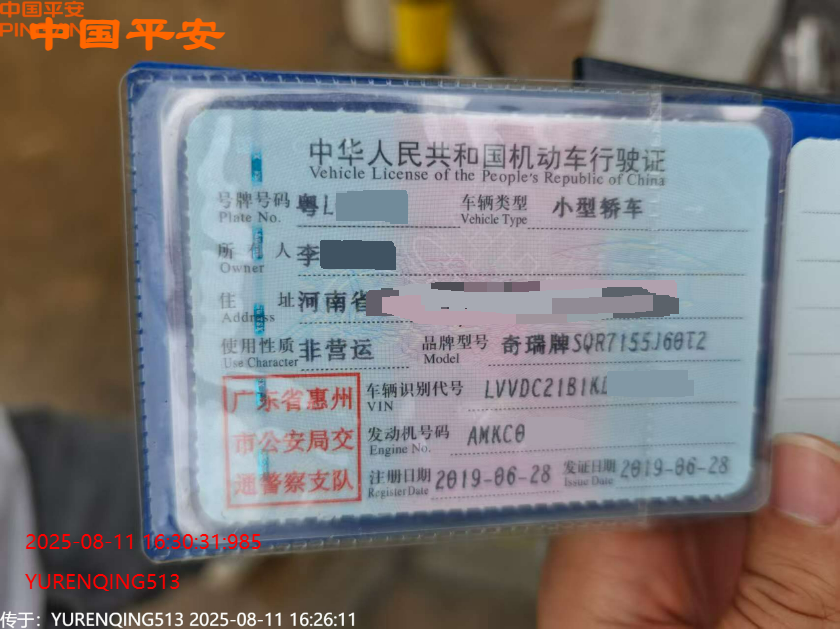 中国平安
PIN
中国平安
中华人民共和国机动车行驶证
Vehicle License of the People's Republic of China
号牌号码 粤L 车辆类型 小型轿车
Plate No. Vehicle Type
所有人 李
Owner
住址 河南省
Address
使用性质 非营运 品牌型号 奇瑞牌SQR7155J60T2
Use Character Model
广东省惠州
市公安局交
通警察支队
车辆识别代号 LVVDC21B1KL
VIN
发动机号码 AMKC0
Engine No.
注册日期 2019-06-28 发证日期 2019-06-28
Register Date Issue Date
2025-08-11 16:30:31:985
YURENQING513
传于：YURENQING513 2025-08-11 16:26:11